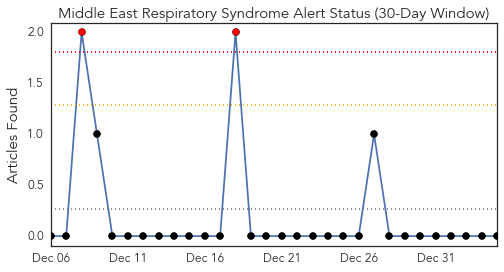 Middle East Respiratory Syndrome Alert Status (30-Day Window)
Articles Found
2.0
1.5
1.0
0.5
0.0
Dec 06 Dec 11 Dec 16 Dec 21 Dec 26 Dec 31